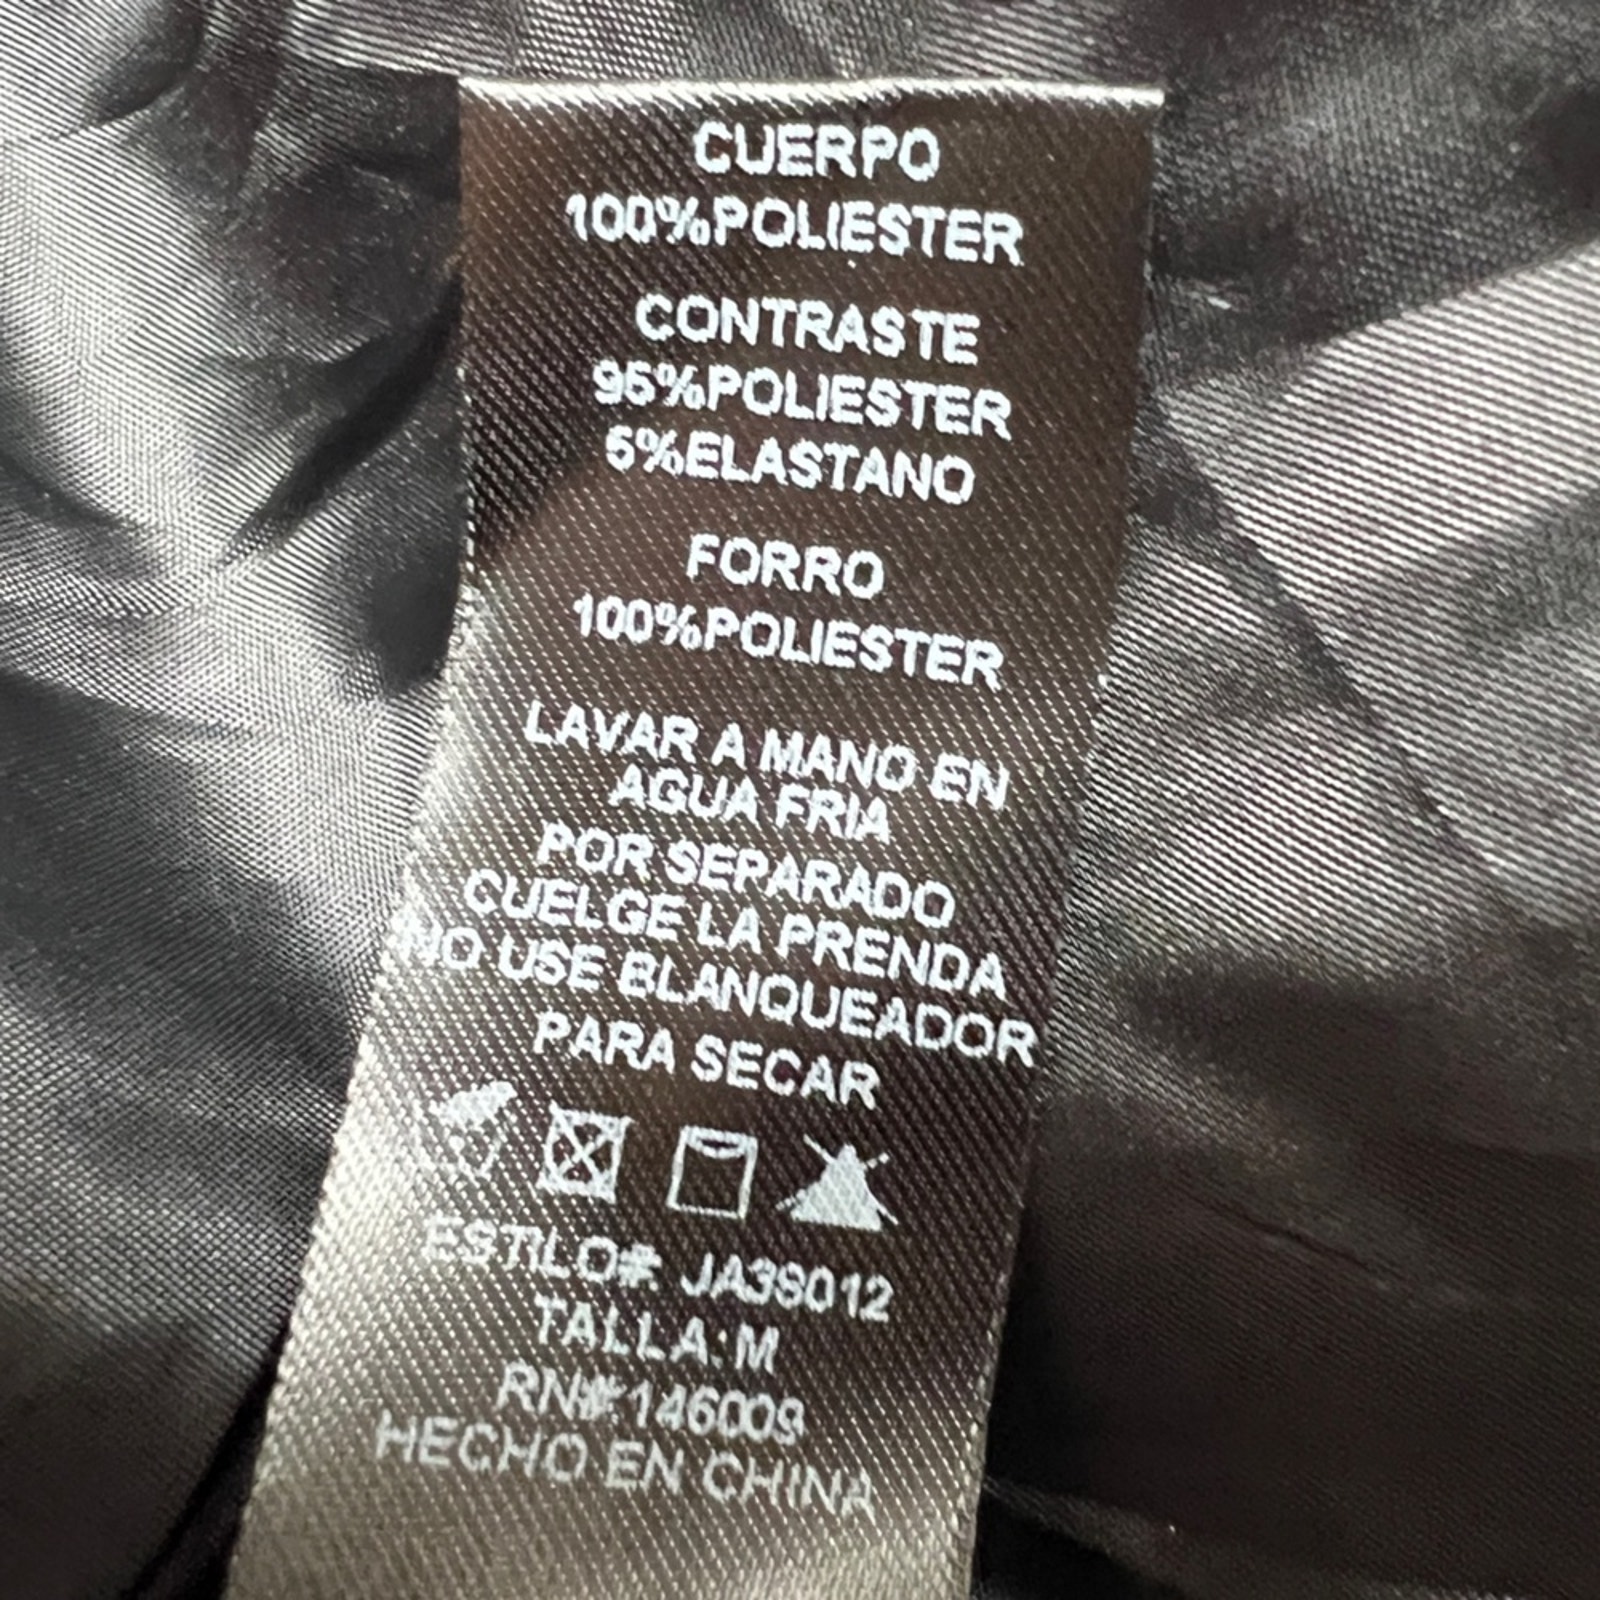 CUERPO
100%POLIESTER
CONTRASTE
95%POLIESTER
5%ELASTANO
FORRO
100%POLIESTER
LAVAR A MANO EN
AGUA FRIA
POR SEPARADO
CUELGE LA PRENDA
NO USE BLANQUEADOR
PARA SECAR
ESTILO#: JA3S012
TALLA: M
RN#:146009
HECHO EN CHINA